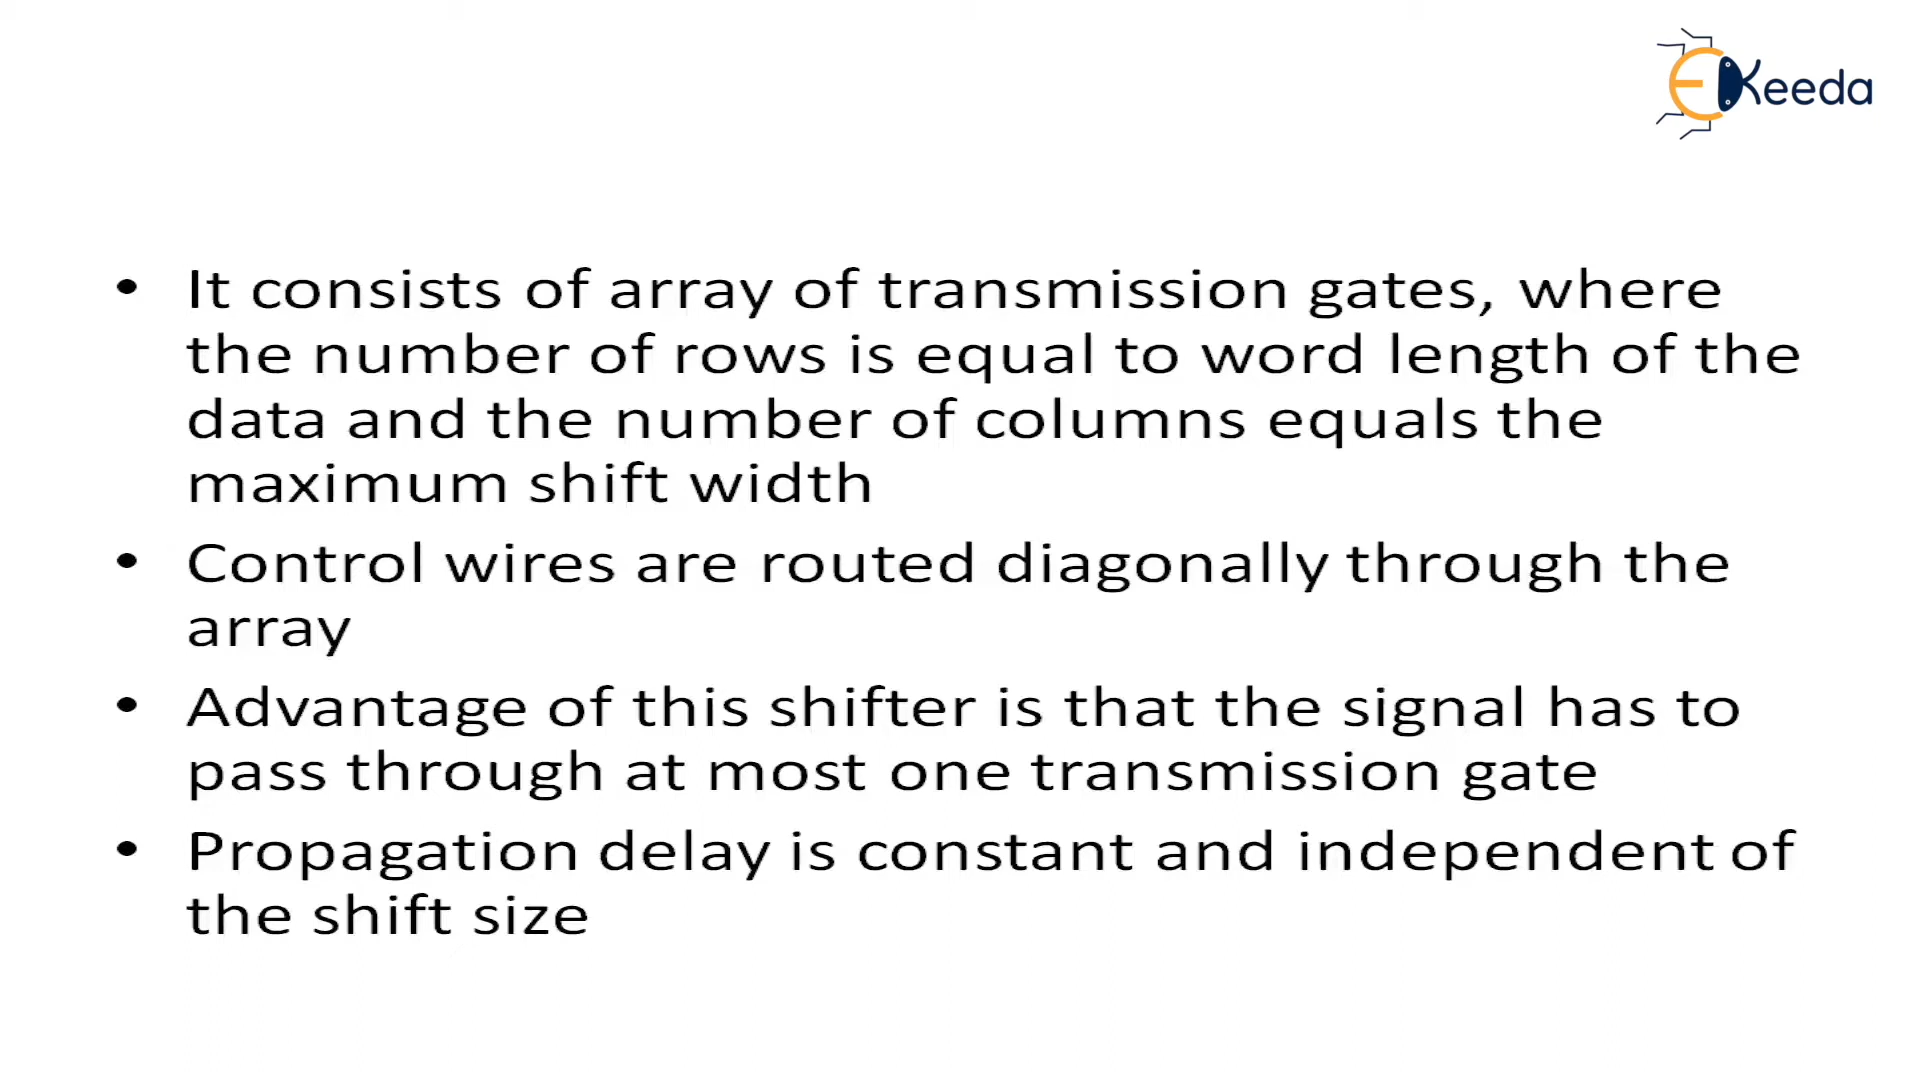 EKeeda
• It consists of array of transmission gates, where
the number of rows is equal to word length of the
data and the number of columns equals the
maximum shift width
• Control wires are routed diagonally through the
array
• Advantage of this shifter is that the signal has to
pass through at most one transmission gate
• Propagation delay is constant and independent of
the shift size